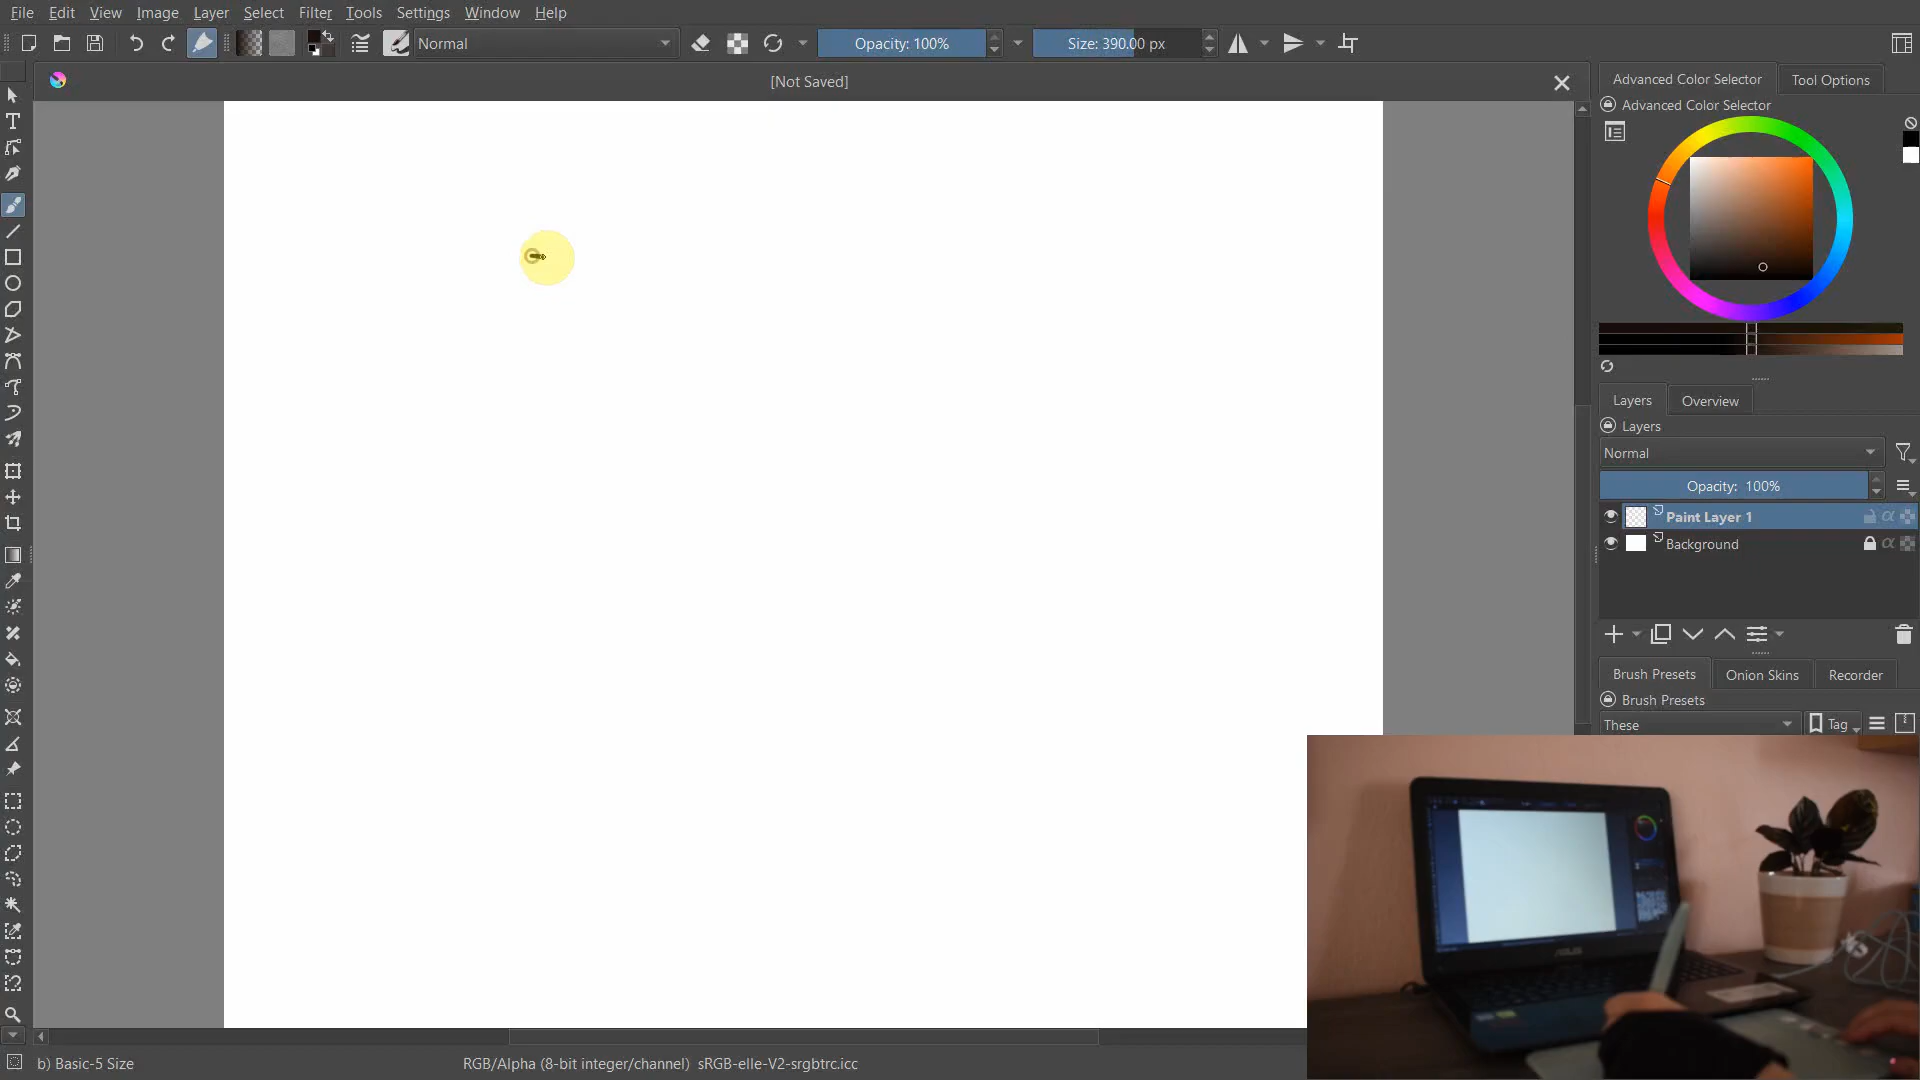 File Edit View Image Layer Select Filter Tools Settings Window Help
Normal Opacity: 100% Size: 390.00 px
[Not Saved]
Advanced Color Selector Tool Options
Advanced Color Selector
Layers Overview
Layers
Normal
Opacity: 100%
Paint Layer 1
Background
Brush Presets Onion Skins Recorder
Brush Presets
These Tag
ASUS
b) Basic-5 Size RGB/Alpha (8-bit integer/channel) sRGB-elle-V2-srgbtrc.icc